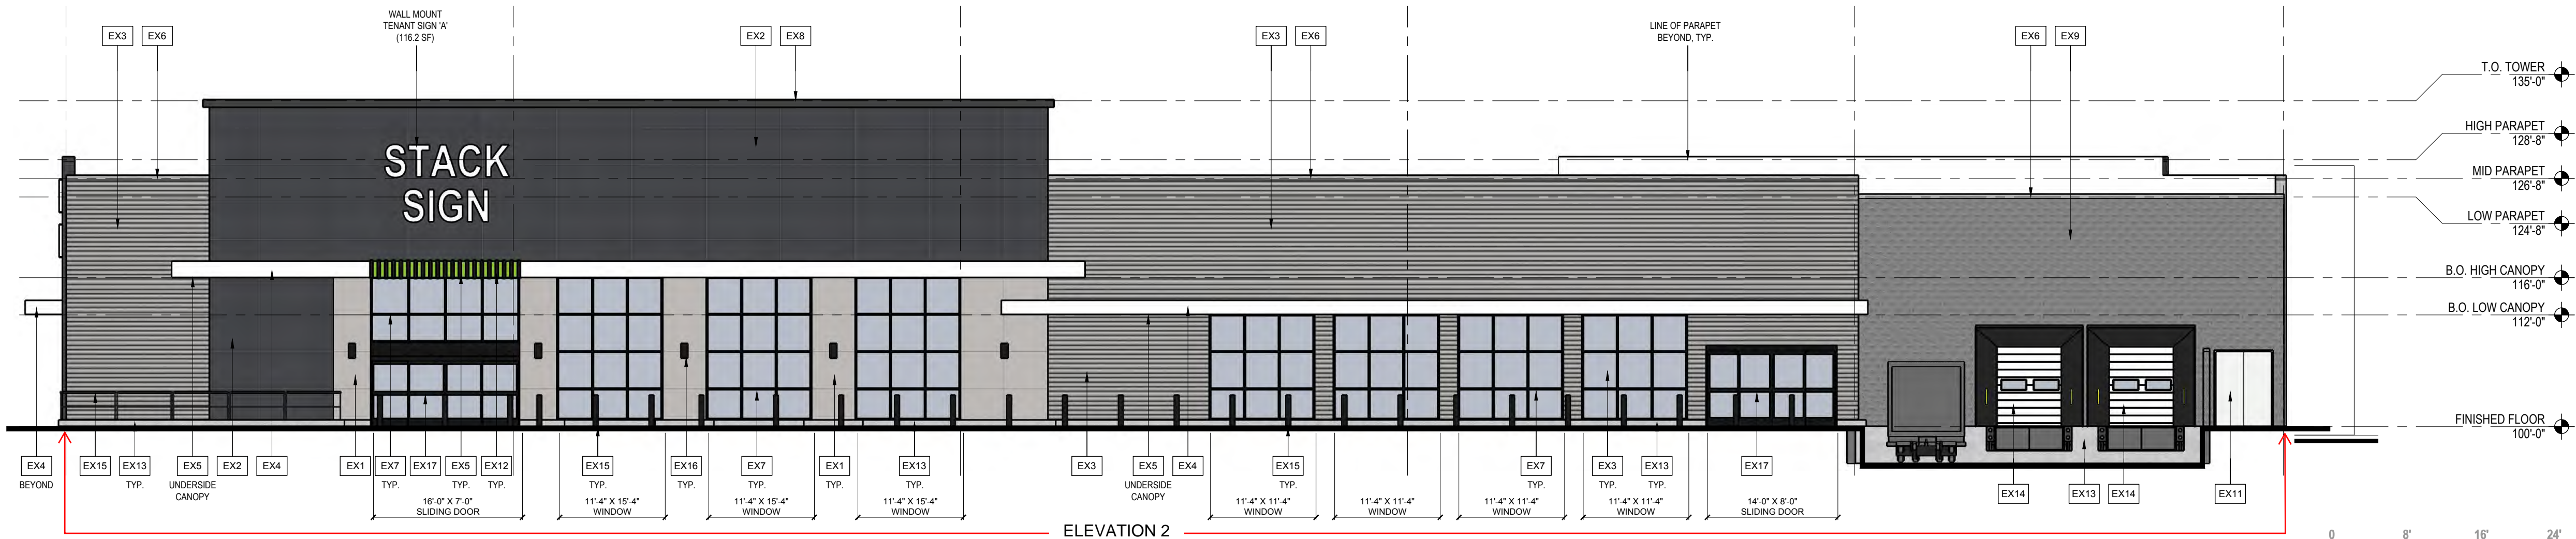 WALL MOUNT
TENANT SIGN 'A'
(116.2 SF)
LINE OF PARAPET
BEYOND, TYP.
EX3 EX6 EX2 EX8 EX3 EX6 EX6 EX9
T.O. TOWER
135'-0"
HIGH PARAPET
128'-8"
MID PARAPET
126'-8"
LOW PARAPET
124'-8"
B.O. HIGH CANOPY
116'-0"
B.O. LOW CANOPY
112'-0"
FINISHED FLOOR
100'-0"
STACK
SIGN
EX4
BEYOND
EX15
EX13
TYP.
EX5
UNDERSIDE
CANOPY
EX2
EX4
EX1
EX7
TYP.
EX17
EX5
TYP.
EX12
TYP.
EX15
TYP.
EX16
TYP.
EX7
TYP.
EX1
TYP.
EX13
TYP.
EX3
EX5
UNDERSIDE
CANOPY
EX4
EX15
TYP.
EX7
TYP.
EX3
TYP.
EX13
TYP.
EX17
EX14
EX13
EX14
EX11
16'-0" X 7'-0"
SLIDING DOOR
11'-4" X 15'-4"
WINDOW
11'-4" X 15'-4"
WINDOW
11'-4" X 15'-4"
WINDOW
11'-4" X 11'-4"
WINDOW
11'-4" X 11'-4"
WINDOW
11'-4" X 11'-4"
WINDOW
11'-4" X 11'-4"
WINDOW
14'-0" X 8'-0"
SLIDING DOOR
ELEVATION 2
0 8' 16' 24'